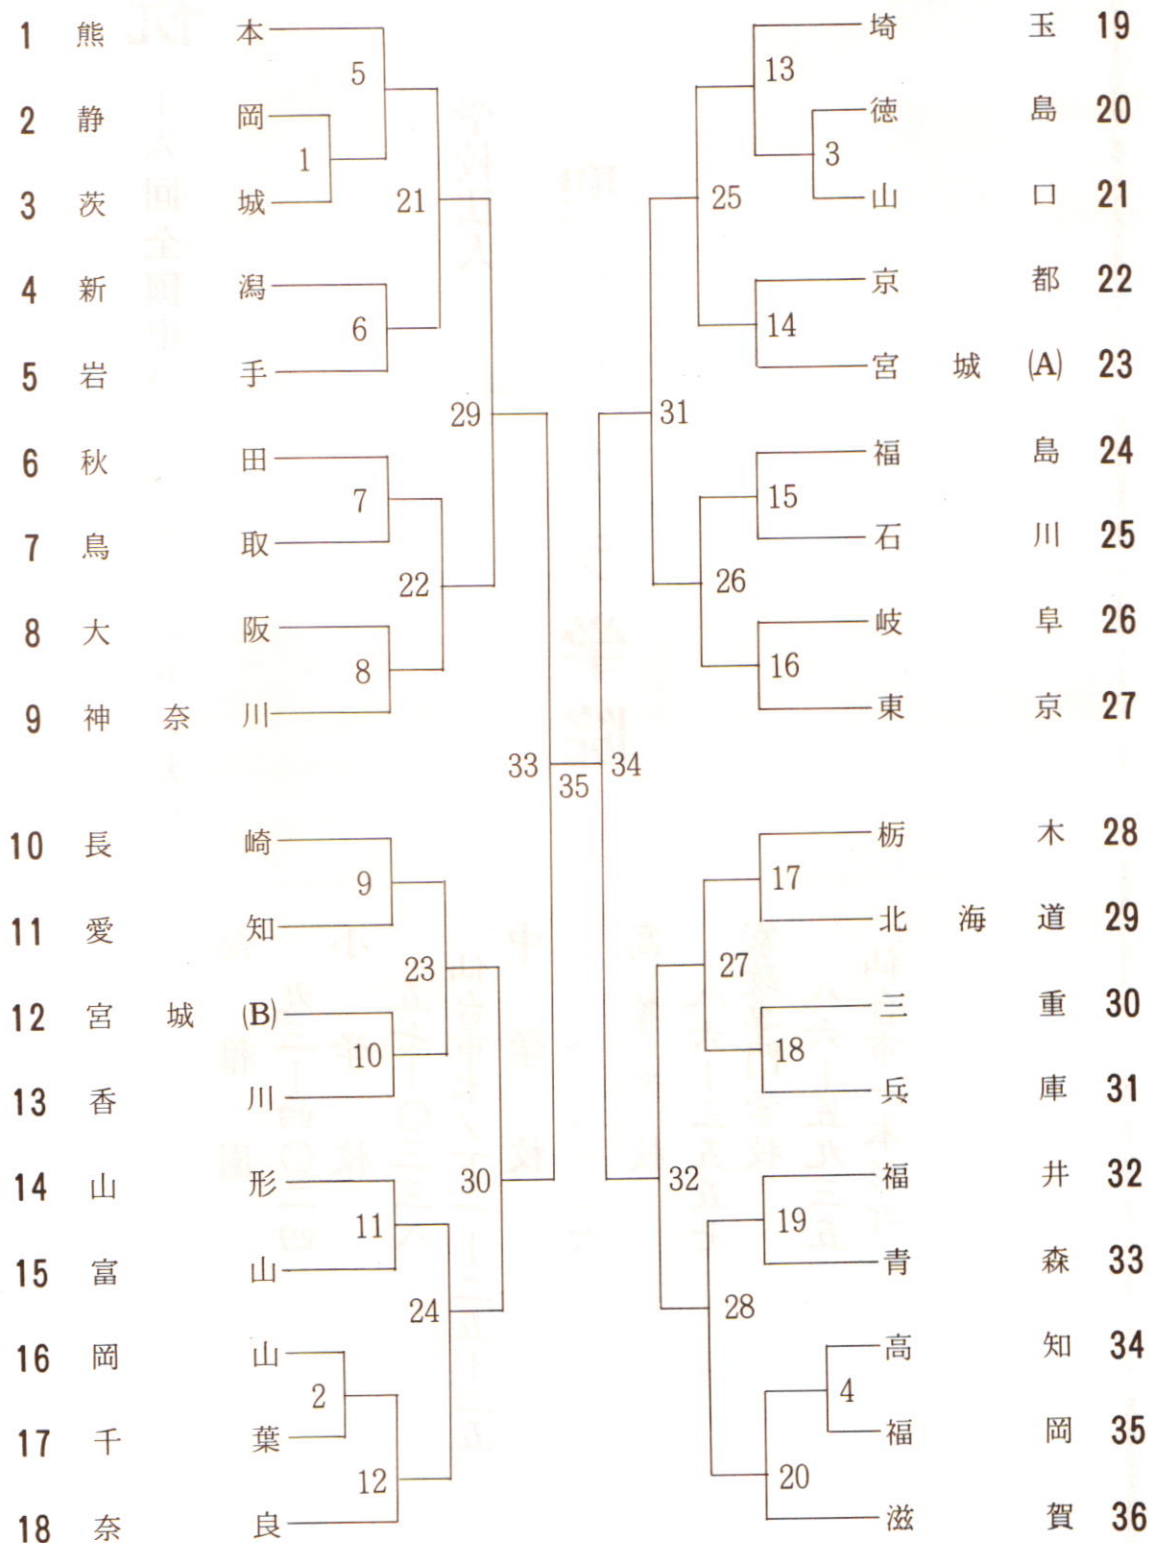 1 熊本
5
2 静岡
1
3 茨城
21
4 新潟
6
5 岩手
29
6 秋田
7
7 鳥取
22
8 大阪
8
9 神奈川
33
35
34
10 長崎
9
11 愛知
23
12 宮城(B)
10
13 香川
30
14 山形
11
15 富山
24
16 岡山
2
17 千葉
12
18 奈良
埼玉 19
13
徳島 20
3
山口 21
25
京都 22
14
宮城(A) 23
31
福島 24
15
石川 25
26
岐阜 26
16
東京 27
栃木 28
17
北海道 29
27
三重 30
18
兵庫 31
32
福井 32
19
青森 33
28
高知 34
4
福岡 35
20
滋賀 36